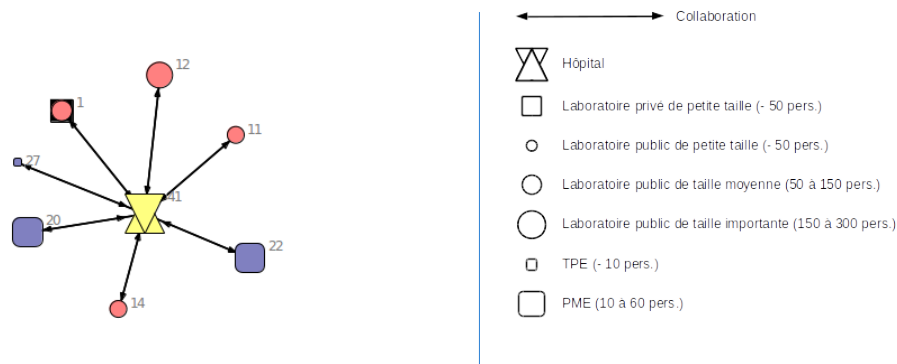 12
1
11
27
41
20
22
14
Collaboration
Hôpital
Laboratoire privé de petite taille (- 50 pers.)
Laboratoire public de petite taille (- 50 pers.)
Laboratoire public de taille moyenne (50 à 150 pers.)
Laboratoire public de taille importante (150 à 300 pers.)
TPE (- 10 pers.)
PME (10 à 60 pers.)